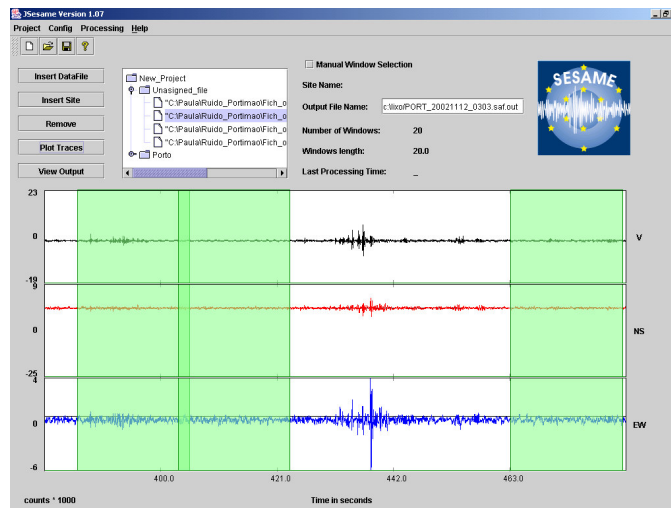 JSesame Version 1.07
Project Config Processing Help
Insert DataFile
Insert Site
Remove
Plot Traces
View Output
New_Project
Unasigned_file
"C:\Paula\Ruido_Portimao\Fich_o
"C:\Paula\Ruido_Portimao\Fich_o
"C:\Paula\Ruido_Portimao\Fich_o
"C:\Paula\Ruido_Portimao\Fich_o
Porto
Manual Window Selection
Site Name:
Output File Name: c:\lixo/PORT_20021112_0303.saf.out
Number of Windows: 20
Windows length: 20.0
Last Processing Time: _
SESAME
23
0
-19
V
9
0
-25
NS
4
0
-6
EW
400.0 421.0 442.0 463.0
counts * 1000 Time in seconds